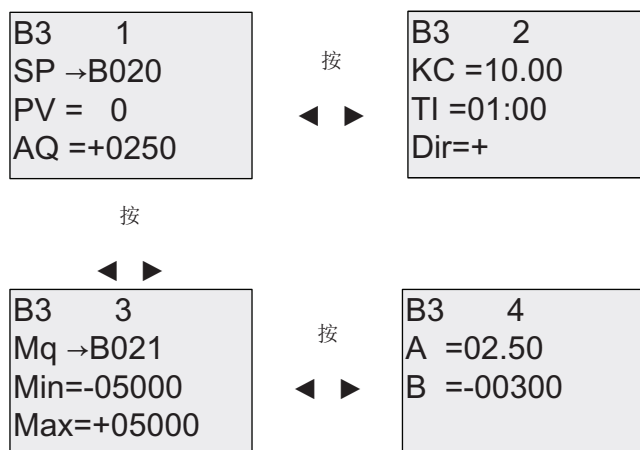 B3 1
SP →B020
PV = 0
AQ =+0250
按
◄ ►
B3 2
KC =10.00
TI =01:00
Dir=+
按
◄ ►
B3 3
Mq →B021
Min=-05000
Max=+05000
按
◄ ►
B3 4
A =02.50
B =-00300